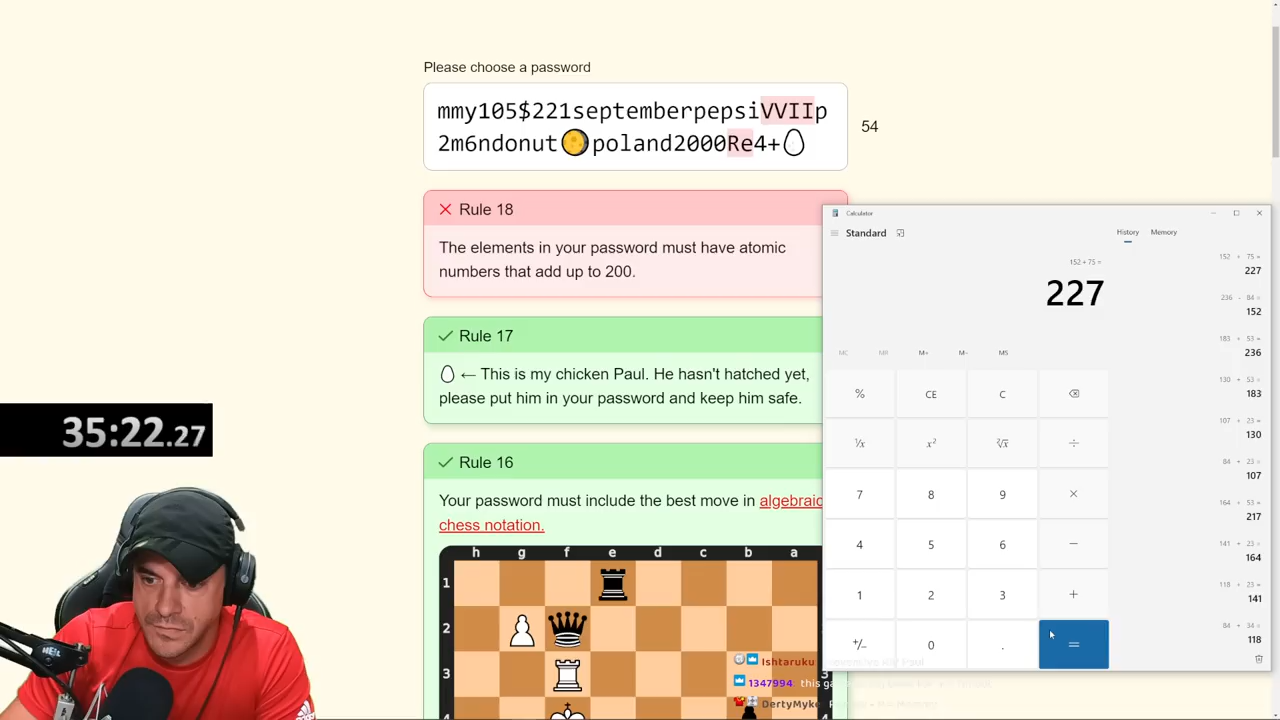 Please choose a password
mmy105$221septemberpepsiVVIIp
2m6ndonut🌕poland2000Re4+🥚
54
Rule 18
The elements in your password must have atomic
numbers that add up to 200.
Rule 17
🥚 ← This is my chicken Paul. He hasn't hatched yet,
please put him in your password and keep him safe.
Rule 16
Your password must include the best move in algebraic
chess notation.
h g f e d c b a
1
2
3
4
35:22.27
Calculator
Standard
History Memory
152 + 75 =
227
MC MR M+ M- MS
% CE C
⅟x x² ²√x ÷
7 8 9 ×
4 5 6 −
1 2 3 +
+/− 0 . =
152 + 75 =
227
236 - 84 =
152
183 + 53 =
236
130 + 53 =
183
107 + 23 =
130
84 + 23 =
107
164 + 53 =
217
141 + 23 =
164
118 + 23 =
141
84 + 34 =
118
Ishtaruku
1347994: this ga
DertyMyke